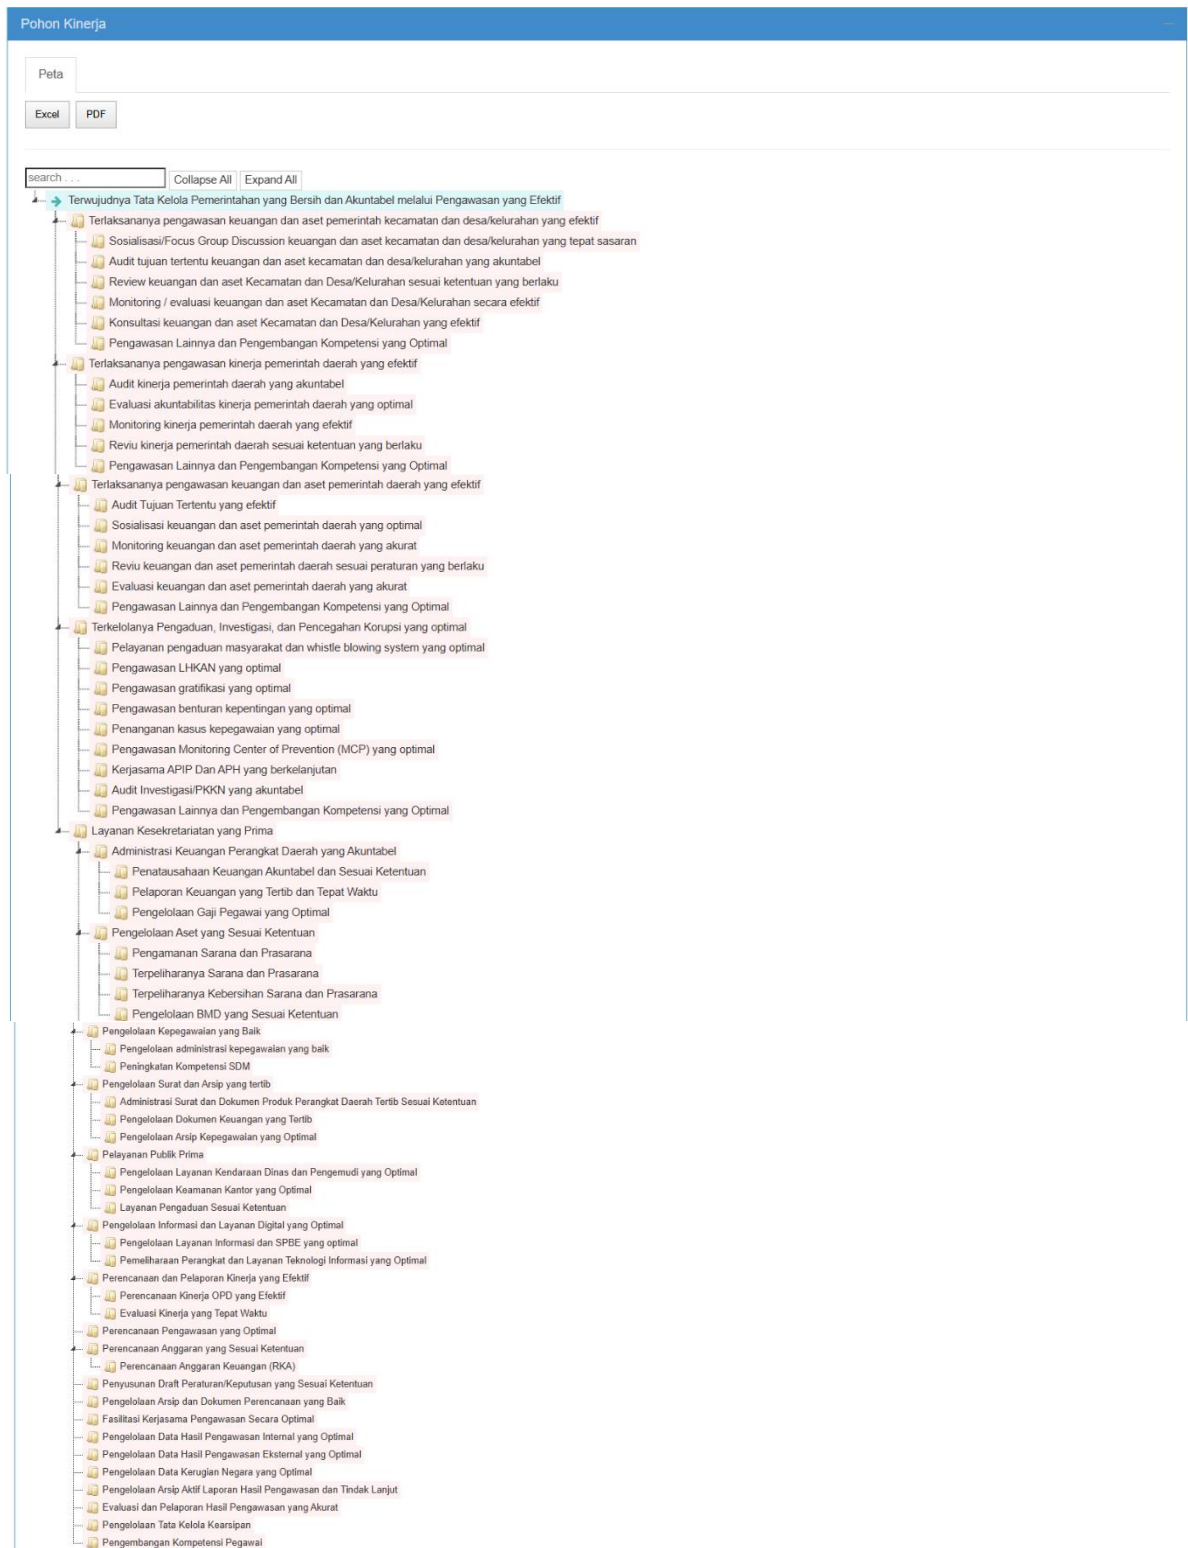 Pohon Kinerja
Peta
Excel PDF
search . . . Collapse All Expand All
Terwujudnya Tata Kelola Pemerintahan yang Bersih dan Akuntabel melalui Pengawasan yang Efektif
Terlaksananya pengawasan keuangan dan aset pemerintah kecamatan dan desa/kelurahan yang efektif
Sosialisasi/Focus Group Discussion keuangan dan aset kecamatan dan desa/kelurahan yang tepat sasaran
Audit tujuan tertentu keuangan dan aset kecamatan dan desa/kelurahan yang akuntabel
Review keuangan dan aset Kecamatan dan Desa/Kelurahan sesuai ketentuan yang berlaku
Monitoring / evaluasi keuangan dan aset Kecamatan dan Desa/Kelurahan secara efektif
Konsultasi keuangan dan aset Kecamatan dan Desa/Kelurahan yang efektif
Pengawasan Lainnya dan Pengembangan Kompetensi yang Optimal
Terlaksananya pengawasan kinerja pemerintah daerah yang efektif
Audit kinerja pemerintah daerah yang akuntabel
Evaluasi akuntabilitas kinerja pemerintah daerah yang optimal
Monitoring kinerja pemerintah daerah yang efektif
Reviu kinerja pemerintah daerah sesuai ketentuan yang berlaku
Pengawasan Lainnya dan Pengembangan Kompetensi yang Optimal
Terlaksananya pengawasan keuangan dan aset pemerintah daerah yang efektif
Audit Tujuan Tertentu yang efektif
Sosialisasi keuangan dan aset pemerintah daerah yang optimal
Monitoring keuangan dan aset pemerintah daerah yang akurat
Reviu keuangan dan aset pemerintah daerah sesuai peraturan yang berlaku
Evaluasi keuangan dan aset pemerintah daerah yang akurat
Pengawasan Lainnya dan Pengembangan Kompetensi yang Optimal
Terkelolanya Pengaduan, Investigasi, dan Pencegahan Korupsi yang optimal
Pelayanan pengaduan masyarakat dan whistle blowing system yang optimal
Pengawasan LHKAN yang optimal
Pengawasan gratifikasi yang optimal
Pengawasan benturan kepentingan yang optimal
Penanganan kasus kepegawaian yang optimal
Pengawasan Monitoring Center of Prevention (MCP) yang optimal
Kerjasama APIP Dan APH yang berkelanjutan
Audit Investigasi/PKKN yang akuntabel
Pengawasan Lainnya dan Pengembangan Kompetensi yang Optimal
Layanan Kesekretariatan yang Prima
Administrasi Keuangan Perangkat Daerah yang Akuntabel
Penatausahaan Keuangan Akuntabel dan Sesuai Ketentuan
Pelaporan Keuangan yang Tertib dan Tepat Waktu
Pengelolaan Gaji Pegawai yang Optimal
Pengelolaan Aset yang Sesuai Ketentuan
Pengamanan Sarana dan Prasarana
Terpeliharanya Sarana dan Prasarana
Terpeliharanya Kebersihan Sarana dan Prasarana
Pengelolaan BMD yang Sesuai Ketentuan
Pengelolaan Kepegawaian yang Baik
Pengelolaan administrasi kepegawaian yang baik
Peningkatan Kompetensi SDM
Pengelolaan Surat dan Arsip yang tertib
Administrasi Surat dan Dokumen Produk Perangkat Daerah Tertib Sesuai Ketentuan
Pengelolaan Dokumen Keuangan yang Tertib
Pengelolaan Arsip Kepegawaian yang Optimal
Pelayanan Publik Prima
Pengelolaan Layanan Kendaraan Dinas dan Pengemudi yang Optimal
Pengelolaan Keamanan Kantor yang Optimal
Layanan Pengaduan Sesuai Ketentuan
Pengelolaan Informasi dan Layanan Digital yang Optimal
Pengelolaan Layanan Informasi dan SPBE yang optimal
Pemeliharaan Perangkat dan Layanan Teknologi Informasi yang Optimal
Perencanaan dan Pelaporan Kinerja yang Efektif
Perencanaan Kinerja OPD yang Efektif
Evaluasi Kinerja yang Tepat Waktu
Perencanaan Pengawasan yang Optimal
Perencanaan Anggaran yang Sesuai Ketentuan
Perencanaan Anggaran Keuangan (RKA)
Penyusunan Draft Peraturan/Keputusan yang Sesuai Ketentuan
Pengelolaan Arsip dan Dokumen Perencanaan yang Baik
Fasilitasi Kerjasama Pengawasan Secara Optimal
Pengelolaan Data Hasil Pengawasan Internal yang Optimal
Pengelolaan Data Hasil Pengawasan Eksternal yang Optimal
Pengelolaan Data Kerugian Negara yang Optimal
Pengelolaan Arsip Aktif Laporan Hasil Pengawasan dan Tindak Lanjut
Evaluasi dan Pelaporan Hasil Pengawasan yang Akurat
Pengelolaan Tata Kelola Kearsipan
Pengembangan Kompetensi Pegawai